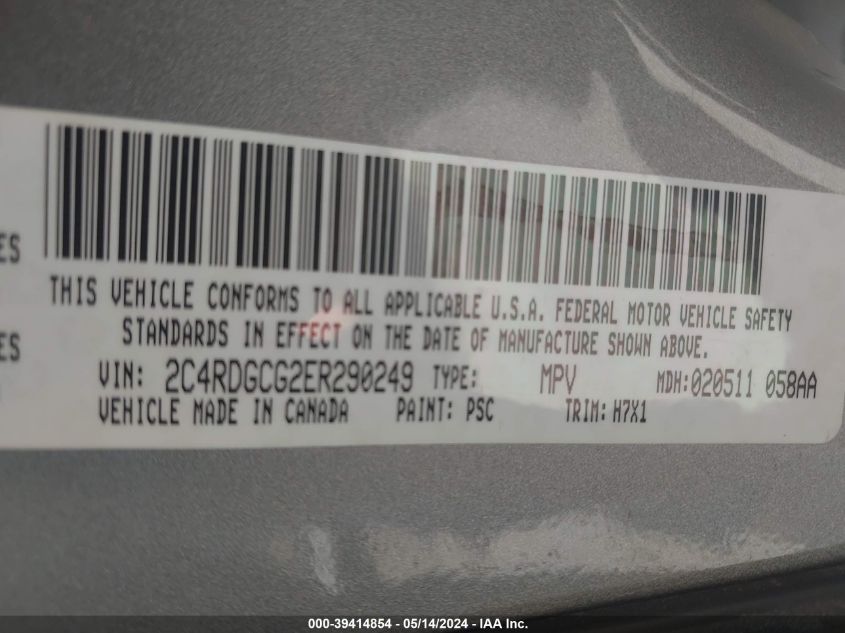 ES
THIS VEHICLE CONFORMS TO ALL APPLICABLE U.S.A. FEDERAL MOTOR VEHICLE SAFETY
STANDARDS IN EFFECT ON THE DATE OF MANUFACTURE SHOWN ABOVE.
ES
VIN: 2C4RDGCG2ER290249 TYPE: MPV MDH:020511 058AA
VEHICLE MADE IN CANADA PAINT: PSC TRIM: H7X1
000-39414854 - 05/14/2024 - IAA Inc.